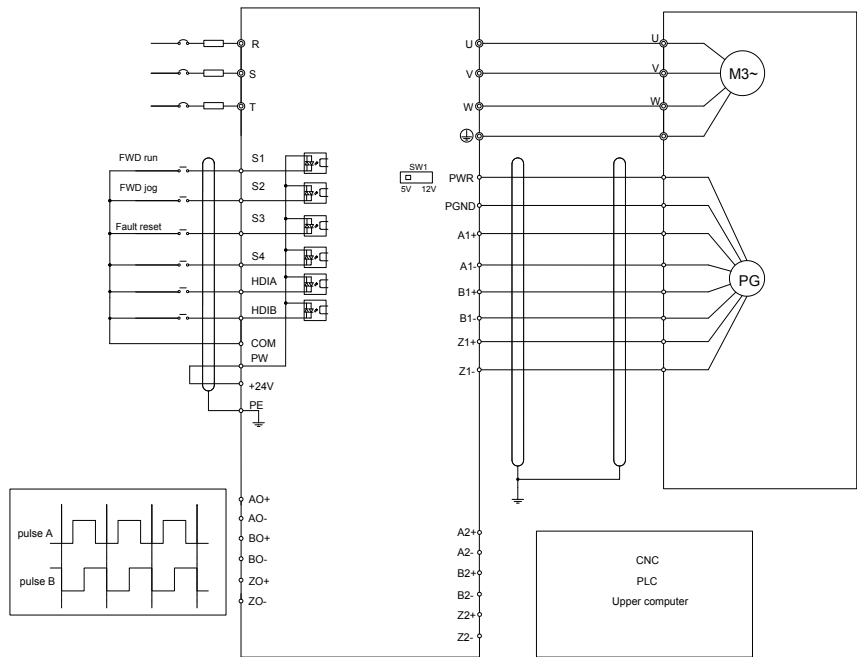 R
S
T
FWD run
S1
FWD jog
S2
Fault reset
S3
S4
HDIA
HDIB
COM
PW
+24V
PE
SW1
5V 12V
U
V
W
PWR
PGND
A1+
A1-
B1+
B1-
Z1+
Z1-
U
V
W
M3~
PG
pulse A
pulse B
AO+
AO-
BO+
BO-
ZO+
ZO-
A2+
A2-
B2+
B2-
Z2+
Z2-
CNC
PLC
Upper computer